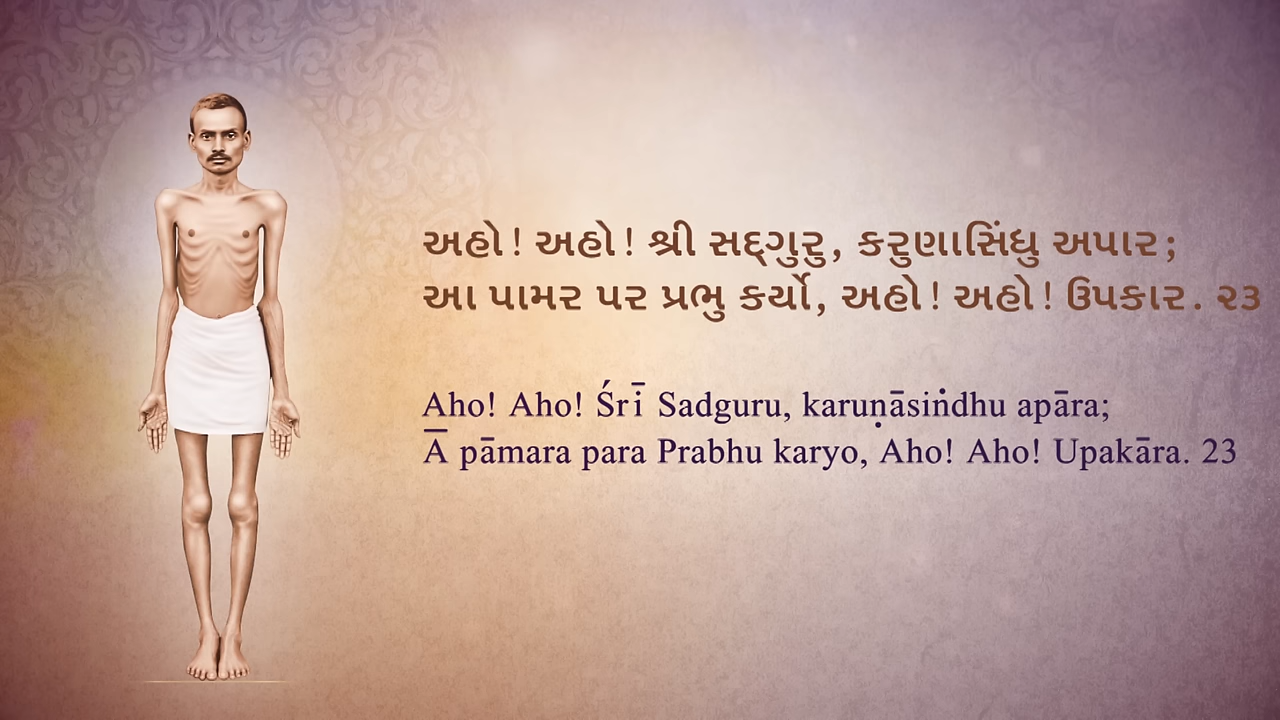 અહો! અહો! શ્રી સદ્ગુરુ, કરુણાસિંધુ અપાર;
આ પામર પર પ્રભુ કર્યો, અહો! અહો! ઉપકાર. ૨૩
Aho! Aho! Śrī Sadguru, karuṇāsiṅdhu apāra;
Ā pāmara para Prabhu karyo, Aho! Aho! Upakāra. 23